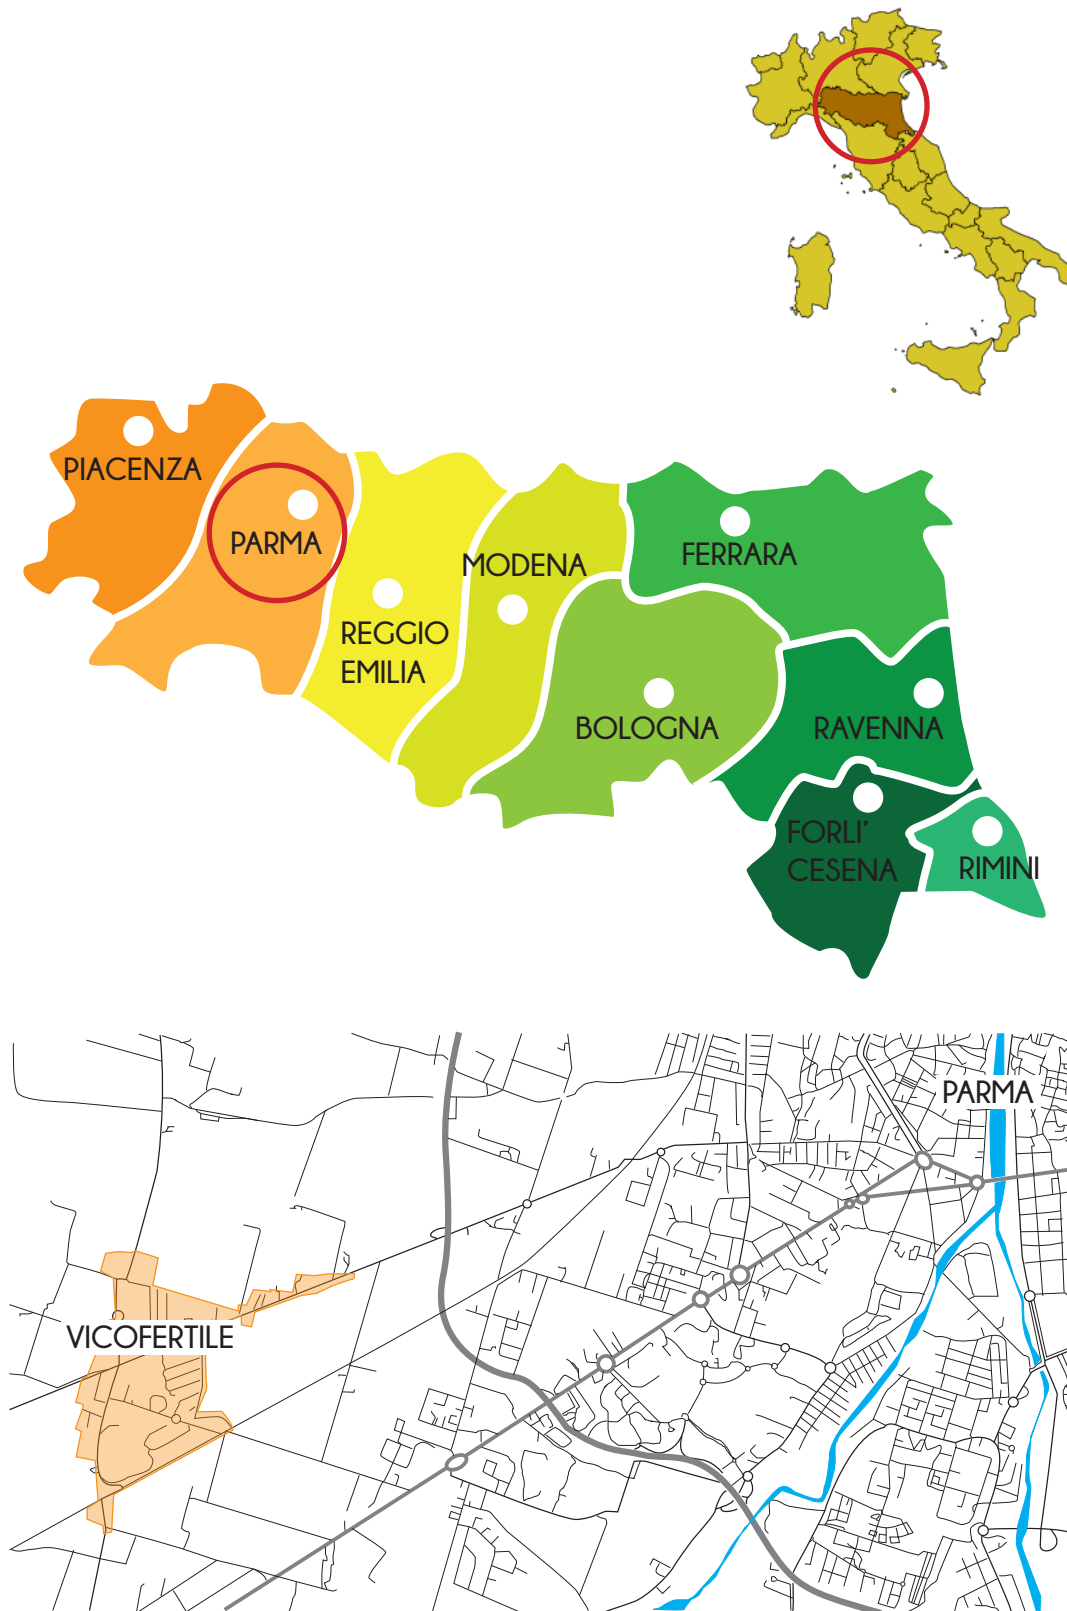 PIACENZA
PARMA
MODENA
FERRARA
REGGIO
EMILIA
BOLOGNA
RAVENNA
FORLI'
CESENA
RIMINI
PARMA
VICOFERTILE